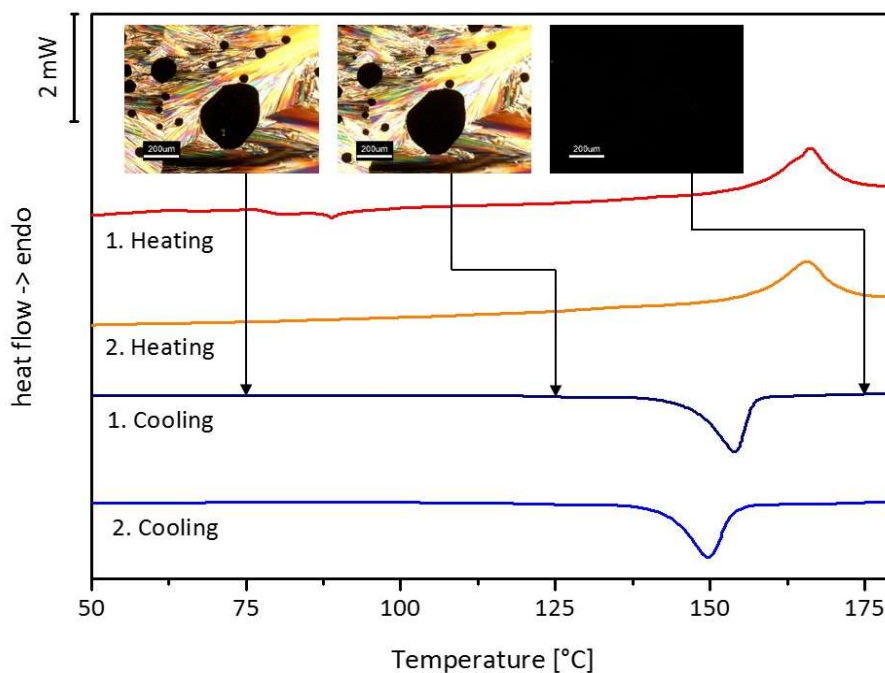 2 mW
200um
200um
200um
1. Heating
2. Heating
1. Cooling
2. Cooling
heat flow -> endo
50
75
100
125
150
175
Temperature [°C]